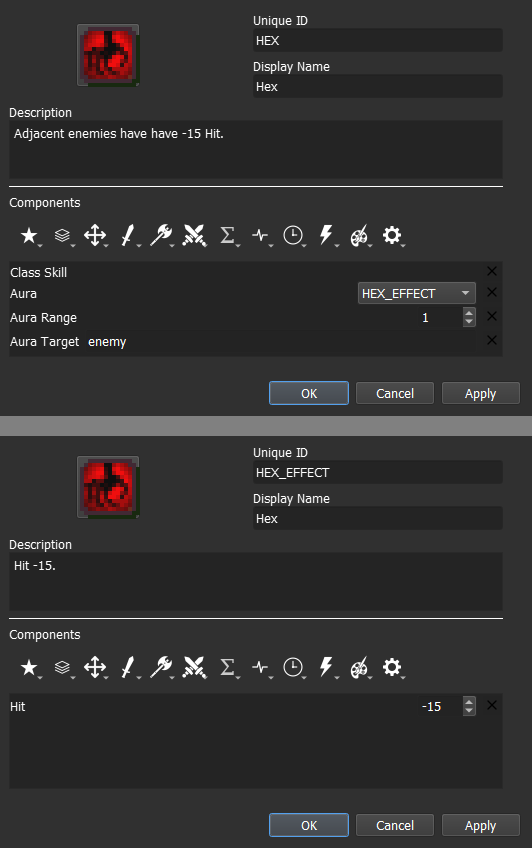 Unique ID
HEX
Display Name
Hex
Description
Adjacent enemies have have -15 Hit.
Components
Class Skill
Aura HEX_EFFECT
Aura Range 1
Aura Target enemy
OK Cancel Apply
Unique ID
HEX_EFFECT
Display Name
Hex
Description
Hit -15.
Components
Hit -15
OK Cancel Apply